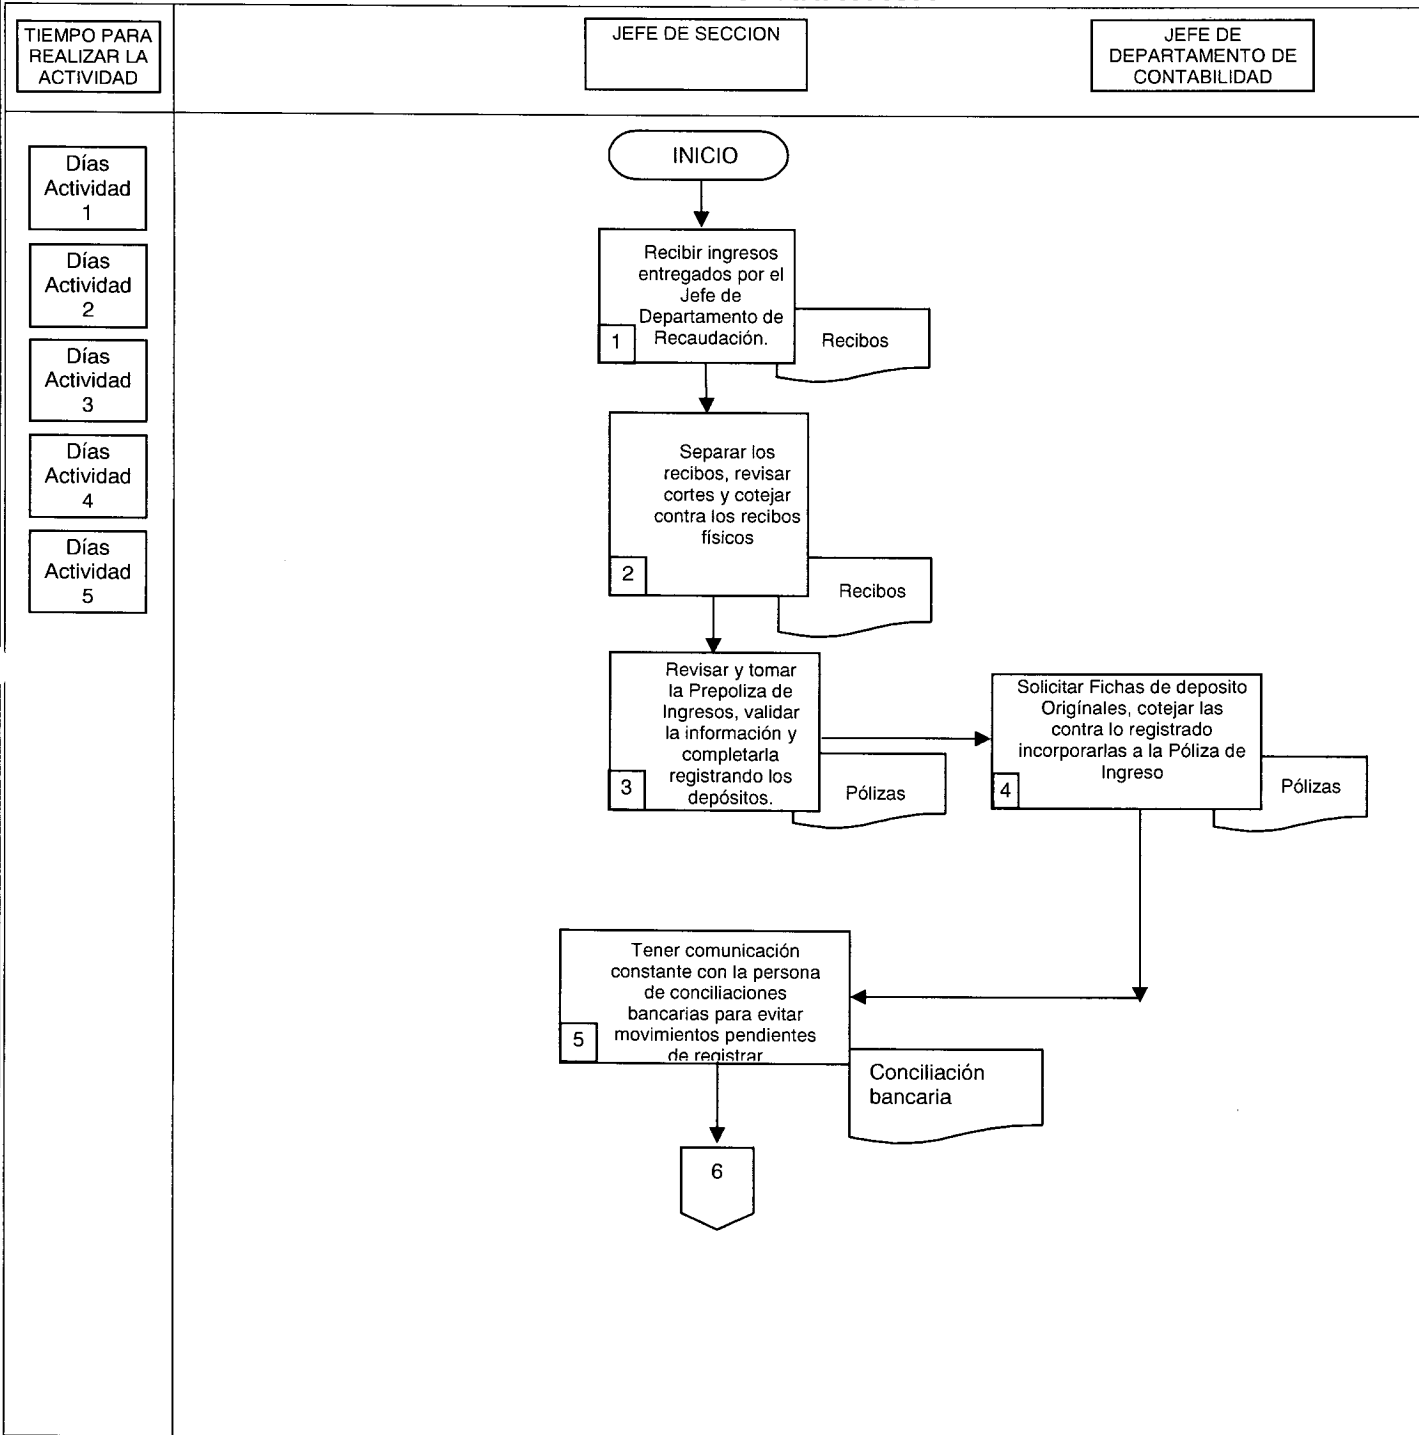 TIEMPO PARA
REALIZAR LA
ACTIVIDAD
JEFE DE SECCION
JEFE DE
DEPARTAMENTO DE
CONTABILIDAD
Días
Actividad
1
Días
Actividad
2
Días
Actividad
3
Días
Actividad
4
Días
Actividad
5
INICIO
Recibir ingresos
entregados por el
Jefe de
Departamento de
Recaudación.
1
Recibos
Separar los
recibos, revisar
cortes y cotejar
contra los recibos
físicos
2
Recibos
Revisar y tomar
la Prepoliza de
Ingresos, validar
la información y
completarla
registrando los
depósitos.
3
Pólizas
Solicitar Fichas de deposito
Origínales, cotejar las
contra lo registrado
incorporarlas a la Póliza de
Ingreso
4
Pólizas
Tener comunicación
constante con la persona
de conciliaciones
bancarias para evitar
movimientos pendientes
de registrar
5
Conciliación
bancaria
6